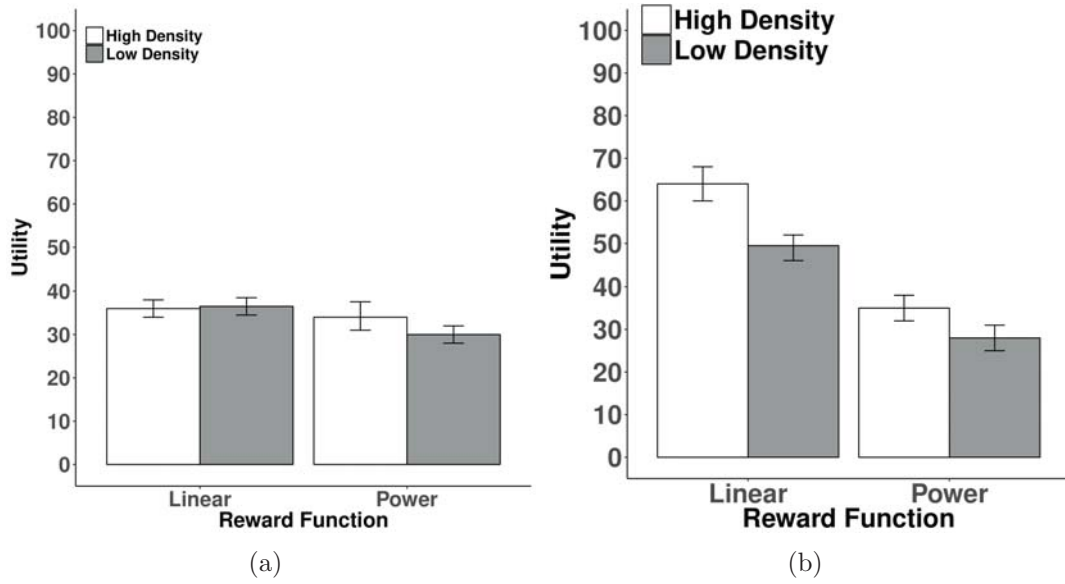 100
90
80
70
60
50
40
30
20
10
0
Utility
High Density
Low Density
Linear Power
Reward Function
(a)
100
90
80
70
60
50
40
30
20
10
0
Utility
High Density
Low Density
Linear Power
Reward Function
(b)